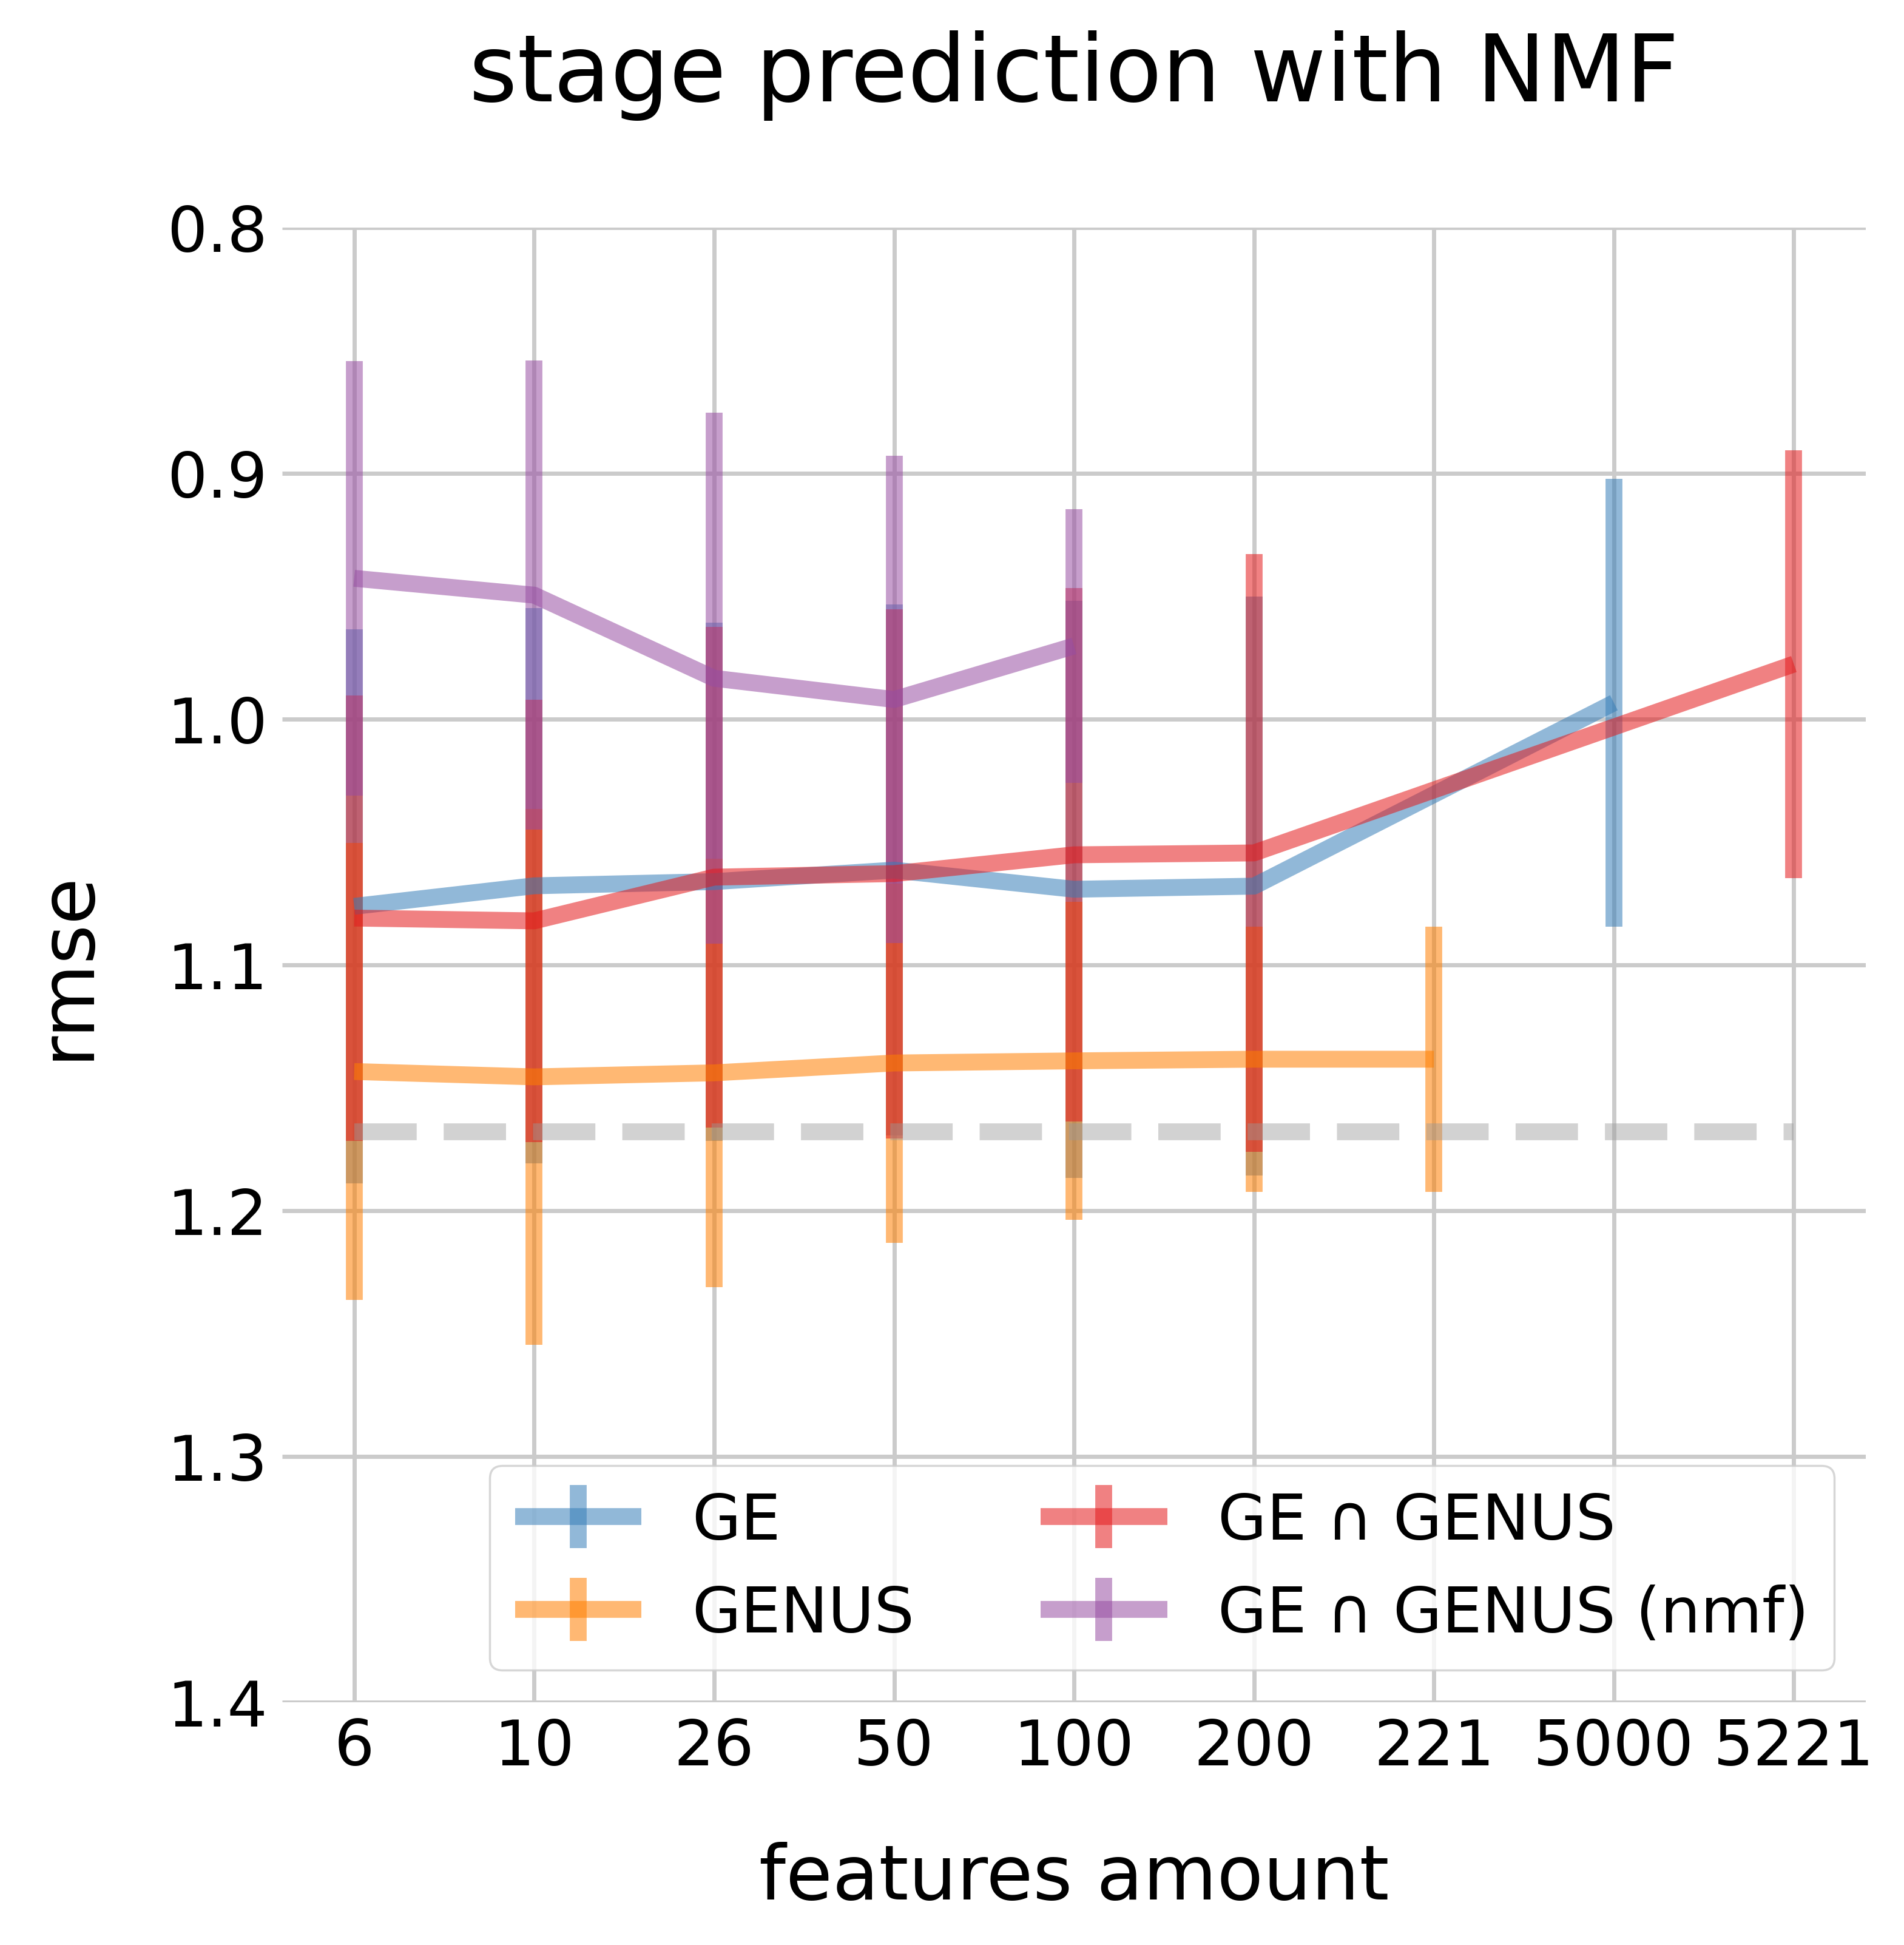 stage prediction with NMF
0.8
0.9
1.0
1.1
1.2
1.3
1.4
rmse
GE
GENUS
GE ∩ GENUS
GE ∩ GENUS (nmf)
6 10 26 50 100 200 221 5000 5221
features amount